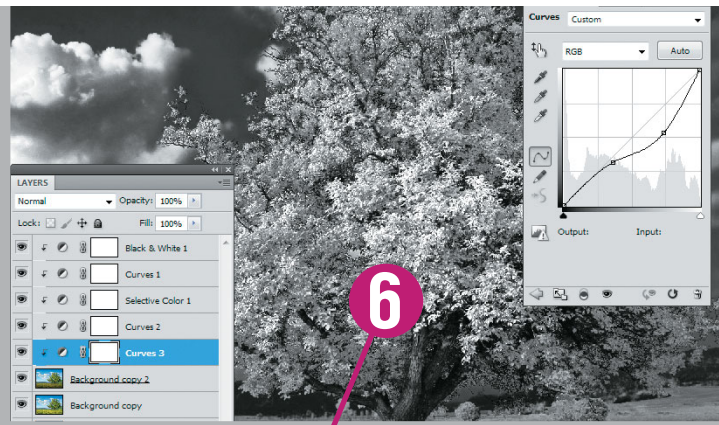 Curves Custom
RGB Auto
Output: Input:
LAYERS
Normal Opacity: 100%
Lock: Fill: 100%
Black & White 1
Curves 1
Selective Color 1
Curves 2
Curves 3
Background copy 2
Background copy
6